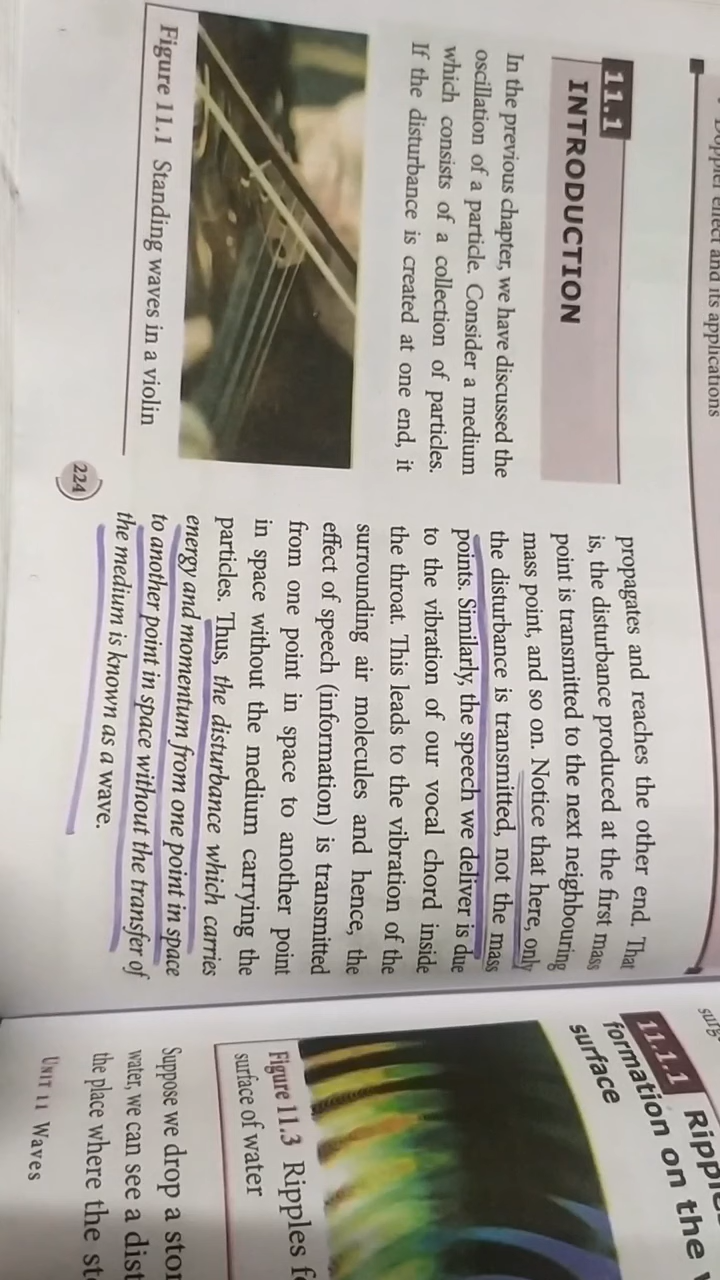 effect and its applications
11.1
INTRODUCTION
In the previous chapter, we have discussed the
oscillation of a particle. Consider a medium
which consists of a collection of particles.
If the disturbance is created at one end, it
Figure 11.1 Standing waves in a violin
propagates and reaches the other end. That
is, the disturbance produced at the first mass
point is transmitted to the next neighbouring
mass point, and so on. Notice that here, only
the disturbance is transmitted, not the mass
points. Similarly, the speech we deliver is due
to the vibration of our vocal chord inside
the throat. This leads to the vibration of the
surrounding air molecules and hence, the
effect of speech (information) is transmitted
from one point in space to another point
in space without the medium carrying the
particles. Thus, the disturbance which carries
energy and momentum from one point in space
to another point in space without the transfer of
the medium is known as a wave.
224
11.1.1
formation on the
surface
Figure 11.3 Ripples
surface of water
Suppose we drop a
water, we can see a
the place where the
UNIT 11 Waves